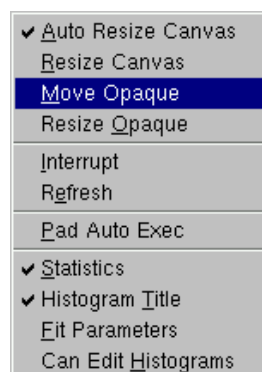 Auto Resize Canvas
Resize Canvas
Move Opaque
Resize Opaque
Interrupt
Refresh
Pad Auto Exec
Statistics
Histogram Title
Fit Parameters
Can Edit Histograms